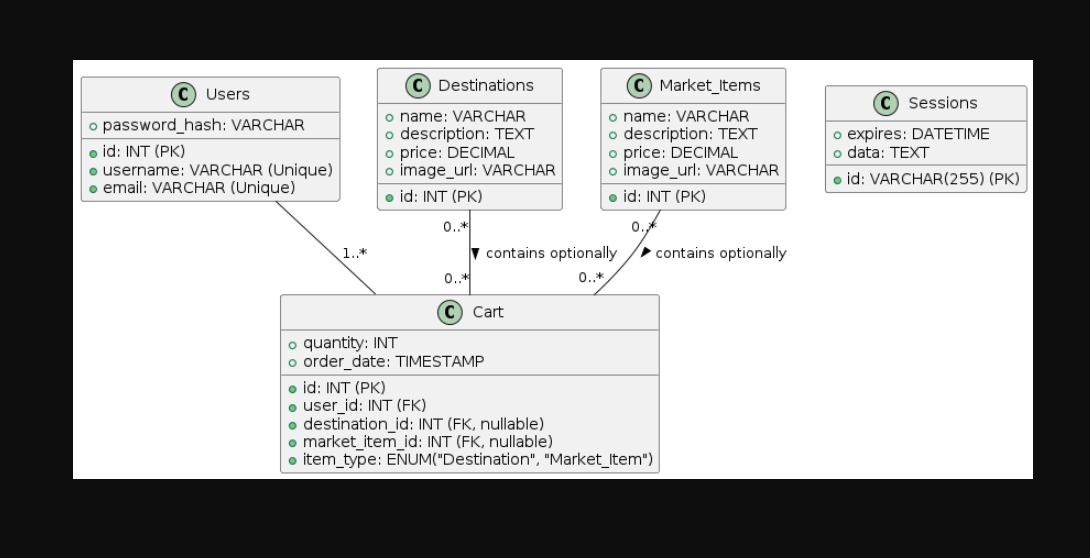 C Users
password_hash: VARCHAR
id: INT (PK)
username: VARCHAR (Unique)
email: VARCHAR (Unique)
C Destinations
name: VARCHAR
description: TEXT
price: DECIMAL
image_url: VARCHAR
id: INT (PK)
C Market_Items
name: VARCHAR
description: TEXT
price: DECIMAL
image_url: VARCHAR
id: INT (PK)
C Sessions
expires: DATETIME
data: TEXT
id: VARCHAR(255) (PK)
1..*
0..*
contains optionally
0..*
0..*
contains optionally
0..*
C Cart
quantity: INT
order_date: TIMESTAMP
id: INT (PK)
user_id: INT (FK)
destination_id: INT (FK, nullable)
market_item_id: INT (FK, nullable)
item_type: ENUM("Destination", "Market_Item")